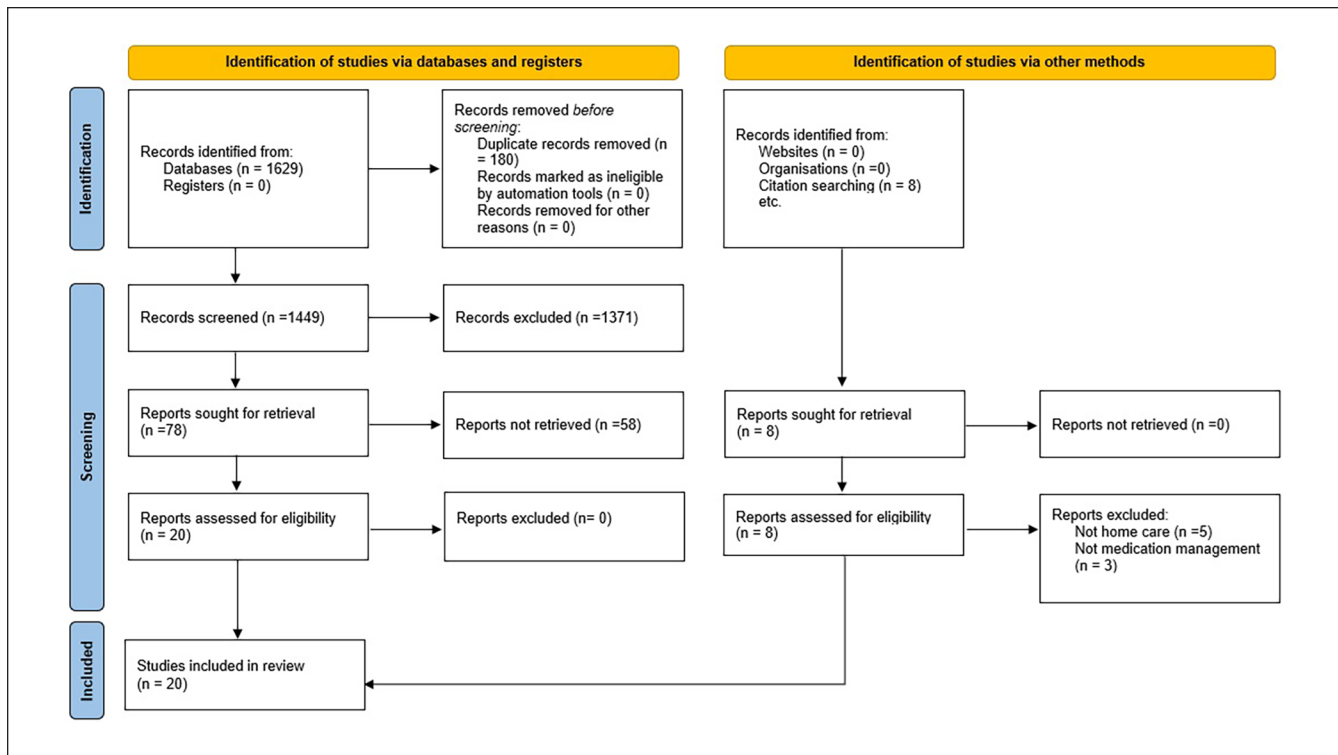 Identification of studies via databases and registers
Identification of studies via other methods
Identification
Records identified from:
Databases (n = 1629)
Registers (n = 0)
Records removed before
screening:
Duplicate records removed (n
= 180)
Records marked as ineligible
by automation tools (n = 0)
Records removed for other
reasons (n = 0)
Records identified from:
Websites (n = 0)
Organisations (n =0)
Citation searching (n = 8)
etc.
Screening
Records screened (n =1449)
Records excluded (n =1371)
Reports sought for retrieval
(n =78)
Reports not retrieved (n =58)
Reports sought for retrieval
(n = 8)
Reports not retrieved (n =0)
Reports assessed for eligibility
(n = 20)
Reports excluded (n= 0)
Reports assessed for eligibility
(n = 8)
Reports excluded:
Not home care (n =5)
Not medication management
(n = 3)
Included
Studies included in review
(n = 20)